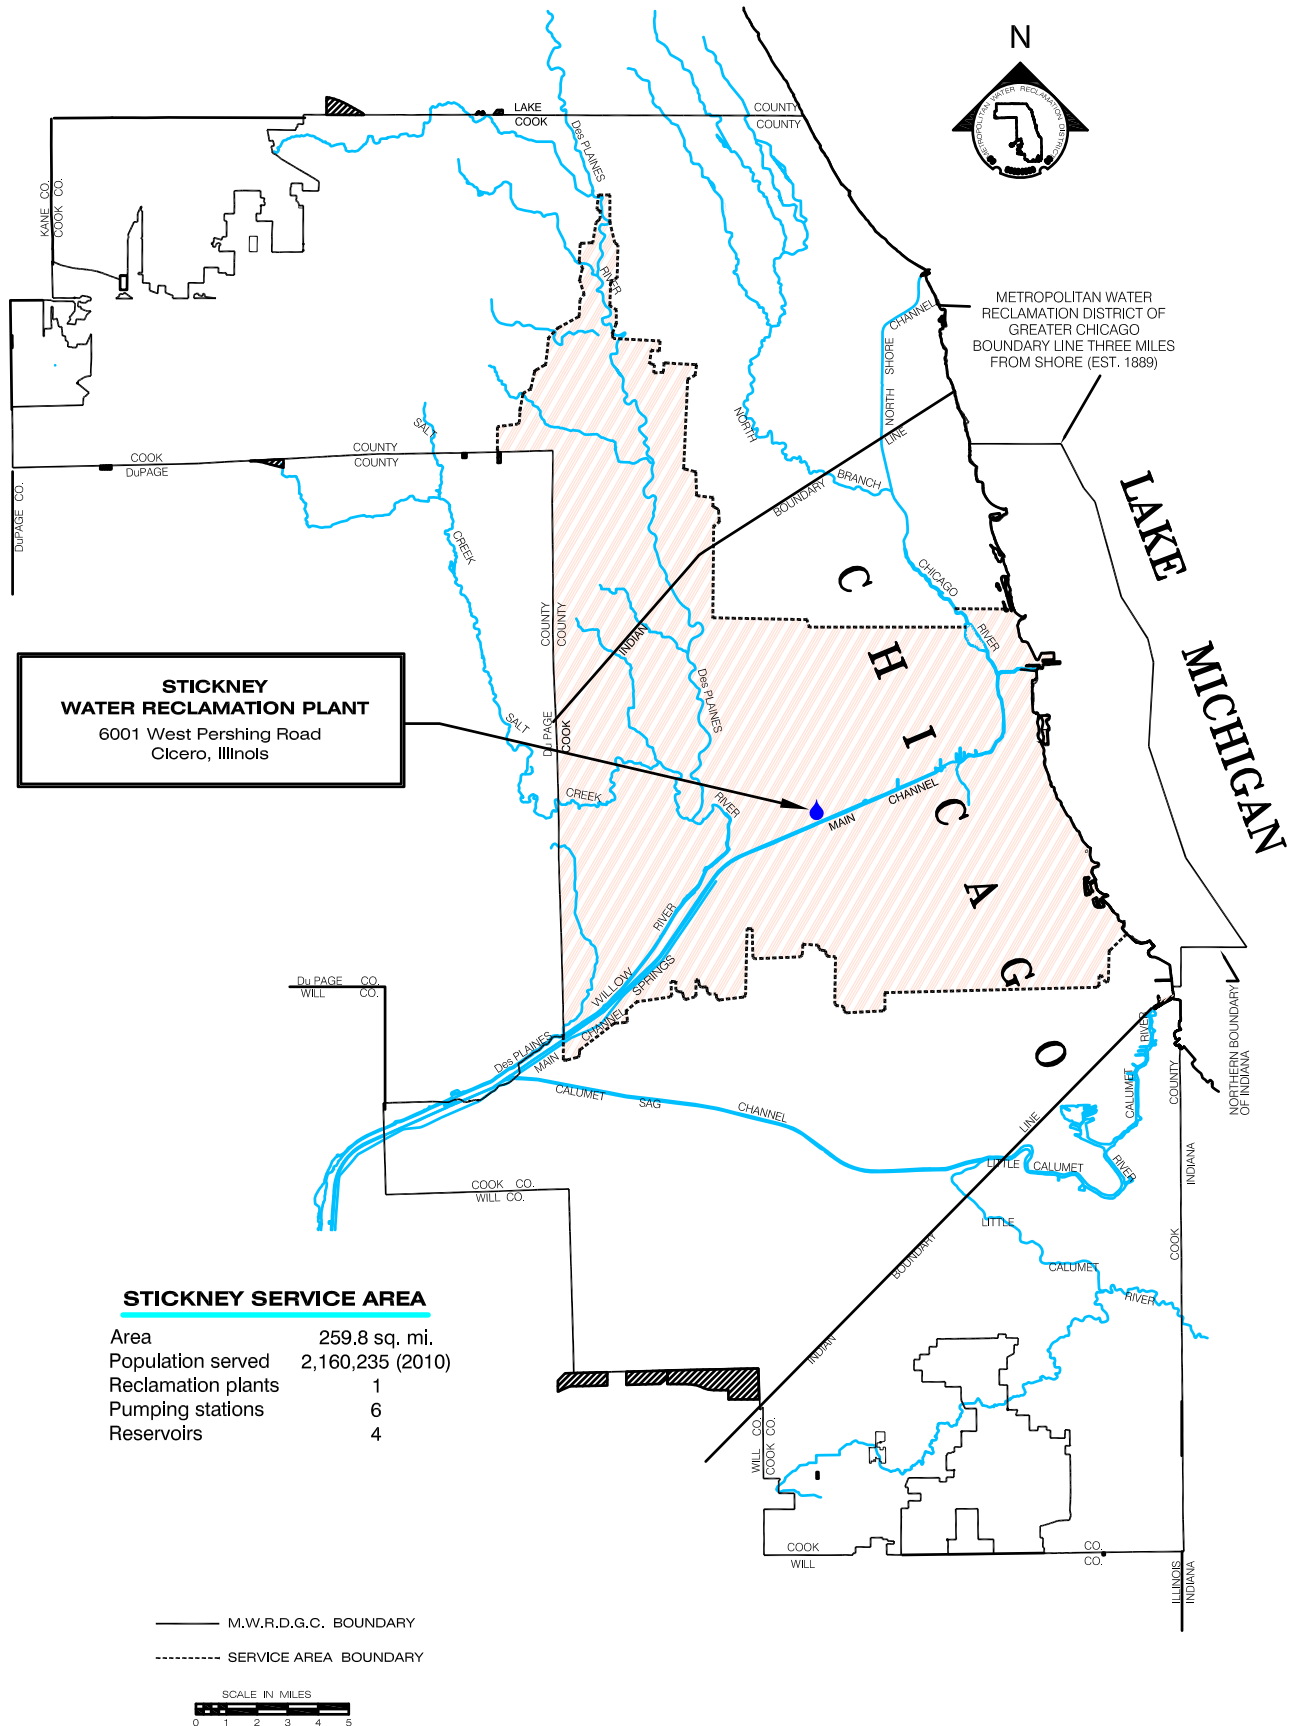 N
METROPOLITAN WATER RECLAMATION DISTRICT
LAKE
COOK
COUNTY
COUNTY
Des PLAINES
KANE CO.
COOK CO.
RIVER
METROPOLITAN WATER
RECLAMATION DISTRICT OF
GREATER CHICAGO
BOUNDARY LINE THREE MILES
FROM SHORE (EST. 1889)
CHANNEL
NORTH SHORE
SALT
NORTH
LINE
COOK
DuPAGE
COUNTY
COUNTY
BRANCH
BOUNDARY
DuPAGE CO.
CREEK
LAKE
CHICAGO
CHICAGO
RIVER
COUNTY
COUNTY
INDIAN
MICHIGAN
STICKNEY
WATER RECLAMATION PLANT
6001 West Pershing Road
Cicero, Illinois
Des PLAINES
SALT
Du PAGE
COOK
CREEK
RIVER
MAIN
CHANNEL
RIVER
WILLOW
SPRINGS
Du PAGE CO.
WILL CO.
Des PLAINES
MAIN
CHANNEL
NORTHERN BOUNDARY
OF INDIANA
CALUMET
SAG
CHANNEL
LINE
CALUMET
RIVER
COUNTY
INDIANA
LITTLE
CALUMET
RIVER
COOK CO.
WILL CO.
LITTLE
BOUNDARY
COOK
CALUMET
RIVER
INDIAN
STICKNEY SERVICE AREA
Area 259.8 sq. mi.
Population served 2,160,235 (2010)
Reclamation plants 1
Pumping stations 6
Reservoirs 4
WILL CO.
COOK CO.
COOK
WILL
CO.
CO.
ILLINOIS
INDIANA
M.W.R.D.G.C. BOUNDARY
SERVICE AREA BOUNDARY
SCALE IN MILES
0 1 2 3 4 5